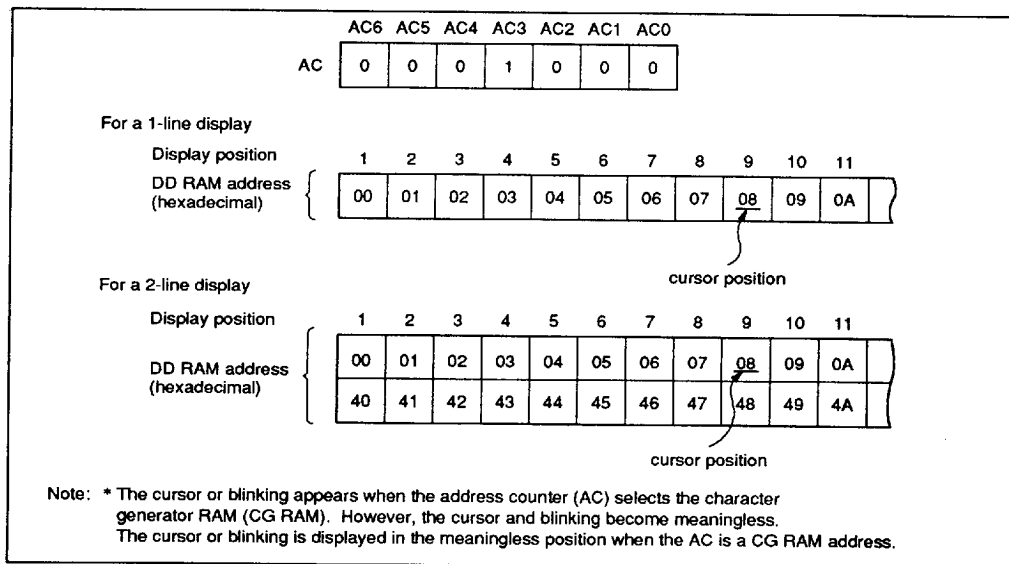 AC6 AC5 AC4 AC3 AC2 AC1 AC0
AC 0 0 0 1 0 0 0
For a 1-line display
Display position 1 2 3 4 5 6 7 8 9 10 11
DD RAM address
(hexadecimal)
00 01 02 03 04 05 06 07 08 09 0A
cursor position
For a 2-line display
Display position 1 2 3 4 5 6 7 8 9 10 11
DD RAM address
(hexadecimal)
00 01 02 03 04 05 06 07 08 09 0A
40 41 42 43 44 45 46 47 48 49 4A
cursor position
Note: * The cursor or blinking appears when the address counter (AC) selects the character
generator RAM (CG RAM). However, the cursor and blinking become meaningless.
The cursor or blinking is displayed in the meaningless position when the AC is a CG RAM address.